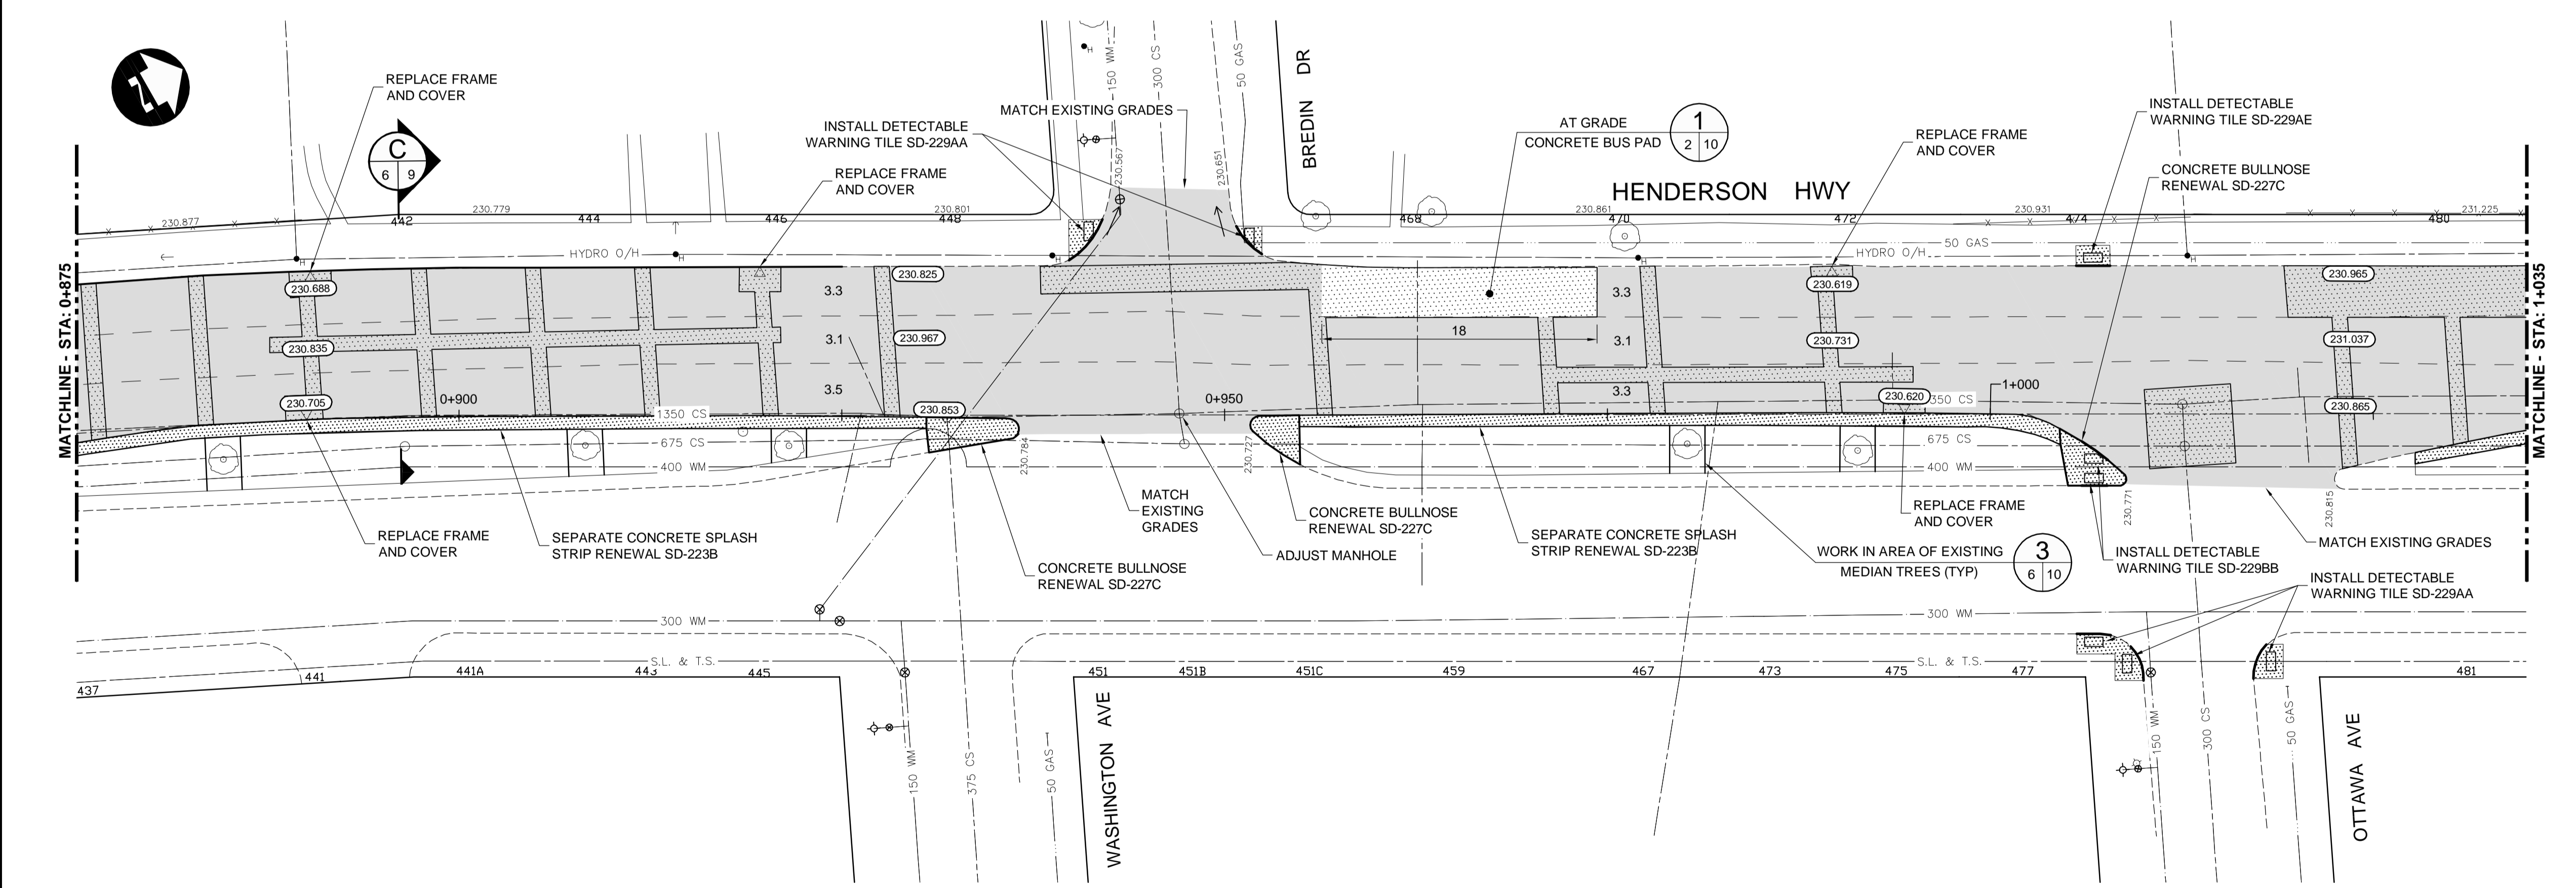 REPLACE FRAME
AND COVER
C
6 9
INSTALL DETECTABLE
WARNING TILE SD-229AA
MATCH EXISTING GRADES
REPLACE FRAME
AND COVER
150 WM
300 CS
50 GAS
BREDIN DR
AT GRADE
CONCRETE BUS PAD
1
2 10
HENDERSON HWY
REPLACE FRAME
AND COVER
INSTALL DETECTABLE
WARNING TILE SD-229AE
CONCRETE BULLNOSE
RENEWAL SD-227C
H
230.567
230.651
230.877
230.779
230.801
230.861
230.931
231.225
442
444
446
448
468
470
472
474
480
HYDRO O/H
H
H
H
50 GAS
HYDRO O/H
H
H
MATCHLINE - STA: 0+875
MATCHLINE - STA: 1+035
230.688
230.825
230.619
230.965
3.3
3.3
230.835
230.967
3.1
18
3.1
230.731
231.037
3.5
3.3
230.705
0+900
1350 CS
230.853
0+950
230.620
350 CS
1+000
230.865
675 CS
400 WM
230.784
230.727
675 CS
400 WM
230.771
230.815
REPLACE FRAME
AND COVER
SEPARATE CONCRETE SPLASH
STRIP RENEWAL SD-223B
CONCRETE BULLNOSE
RENEWAL SD-227C
MATCH
EXISTING
GRADES
ADJUST MANHOLE
CONCRETE BULLNOSE
RENEWAL SD-227C
SEPARATE CONCRETE SPLASH
STRIP RENEWAL SD-223B
WORK IN AREA OF EXISTING
MEDIAN TREES (TYP)
3
6 10
REPLACE FRAME
AND COVER
INSTALL DETECTABLE
WARNING TILE SD-229BB
MATCH EXISTING GRADES
INSTALL DETECTABLE
WARNING TILE SD-229AA
300 WM
300 WM
S.L. & T.S.
S.L. & T.S.
437
441
441A
443
445
451
451B
451C
459
467
473
475
477
481
150 WM
375 CS
50 GAS
WASHINGTON AVE
150 WM
300 CS
50 GAS
OTTAWA AVE